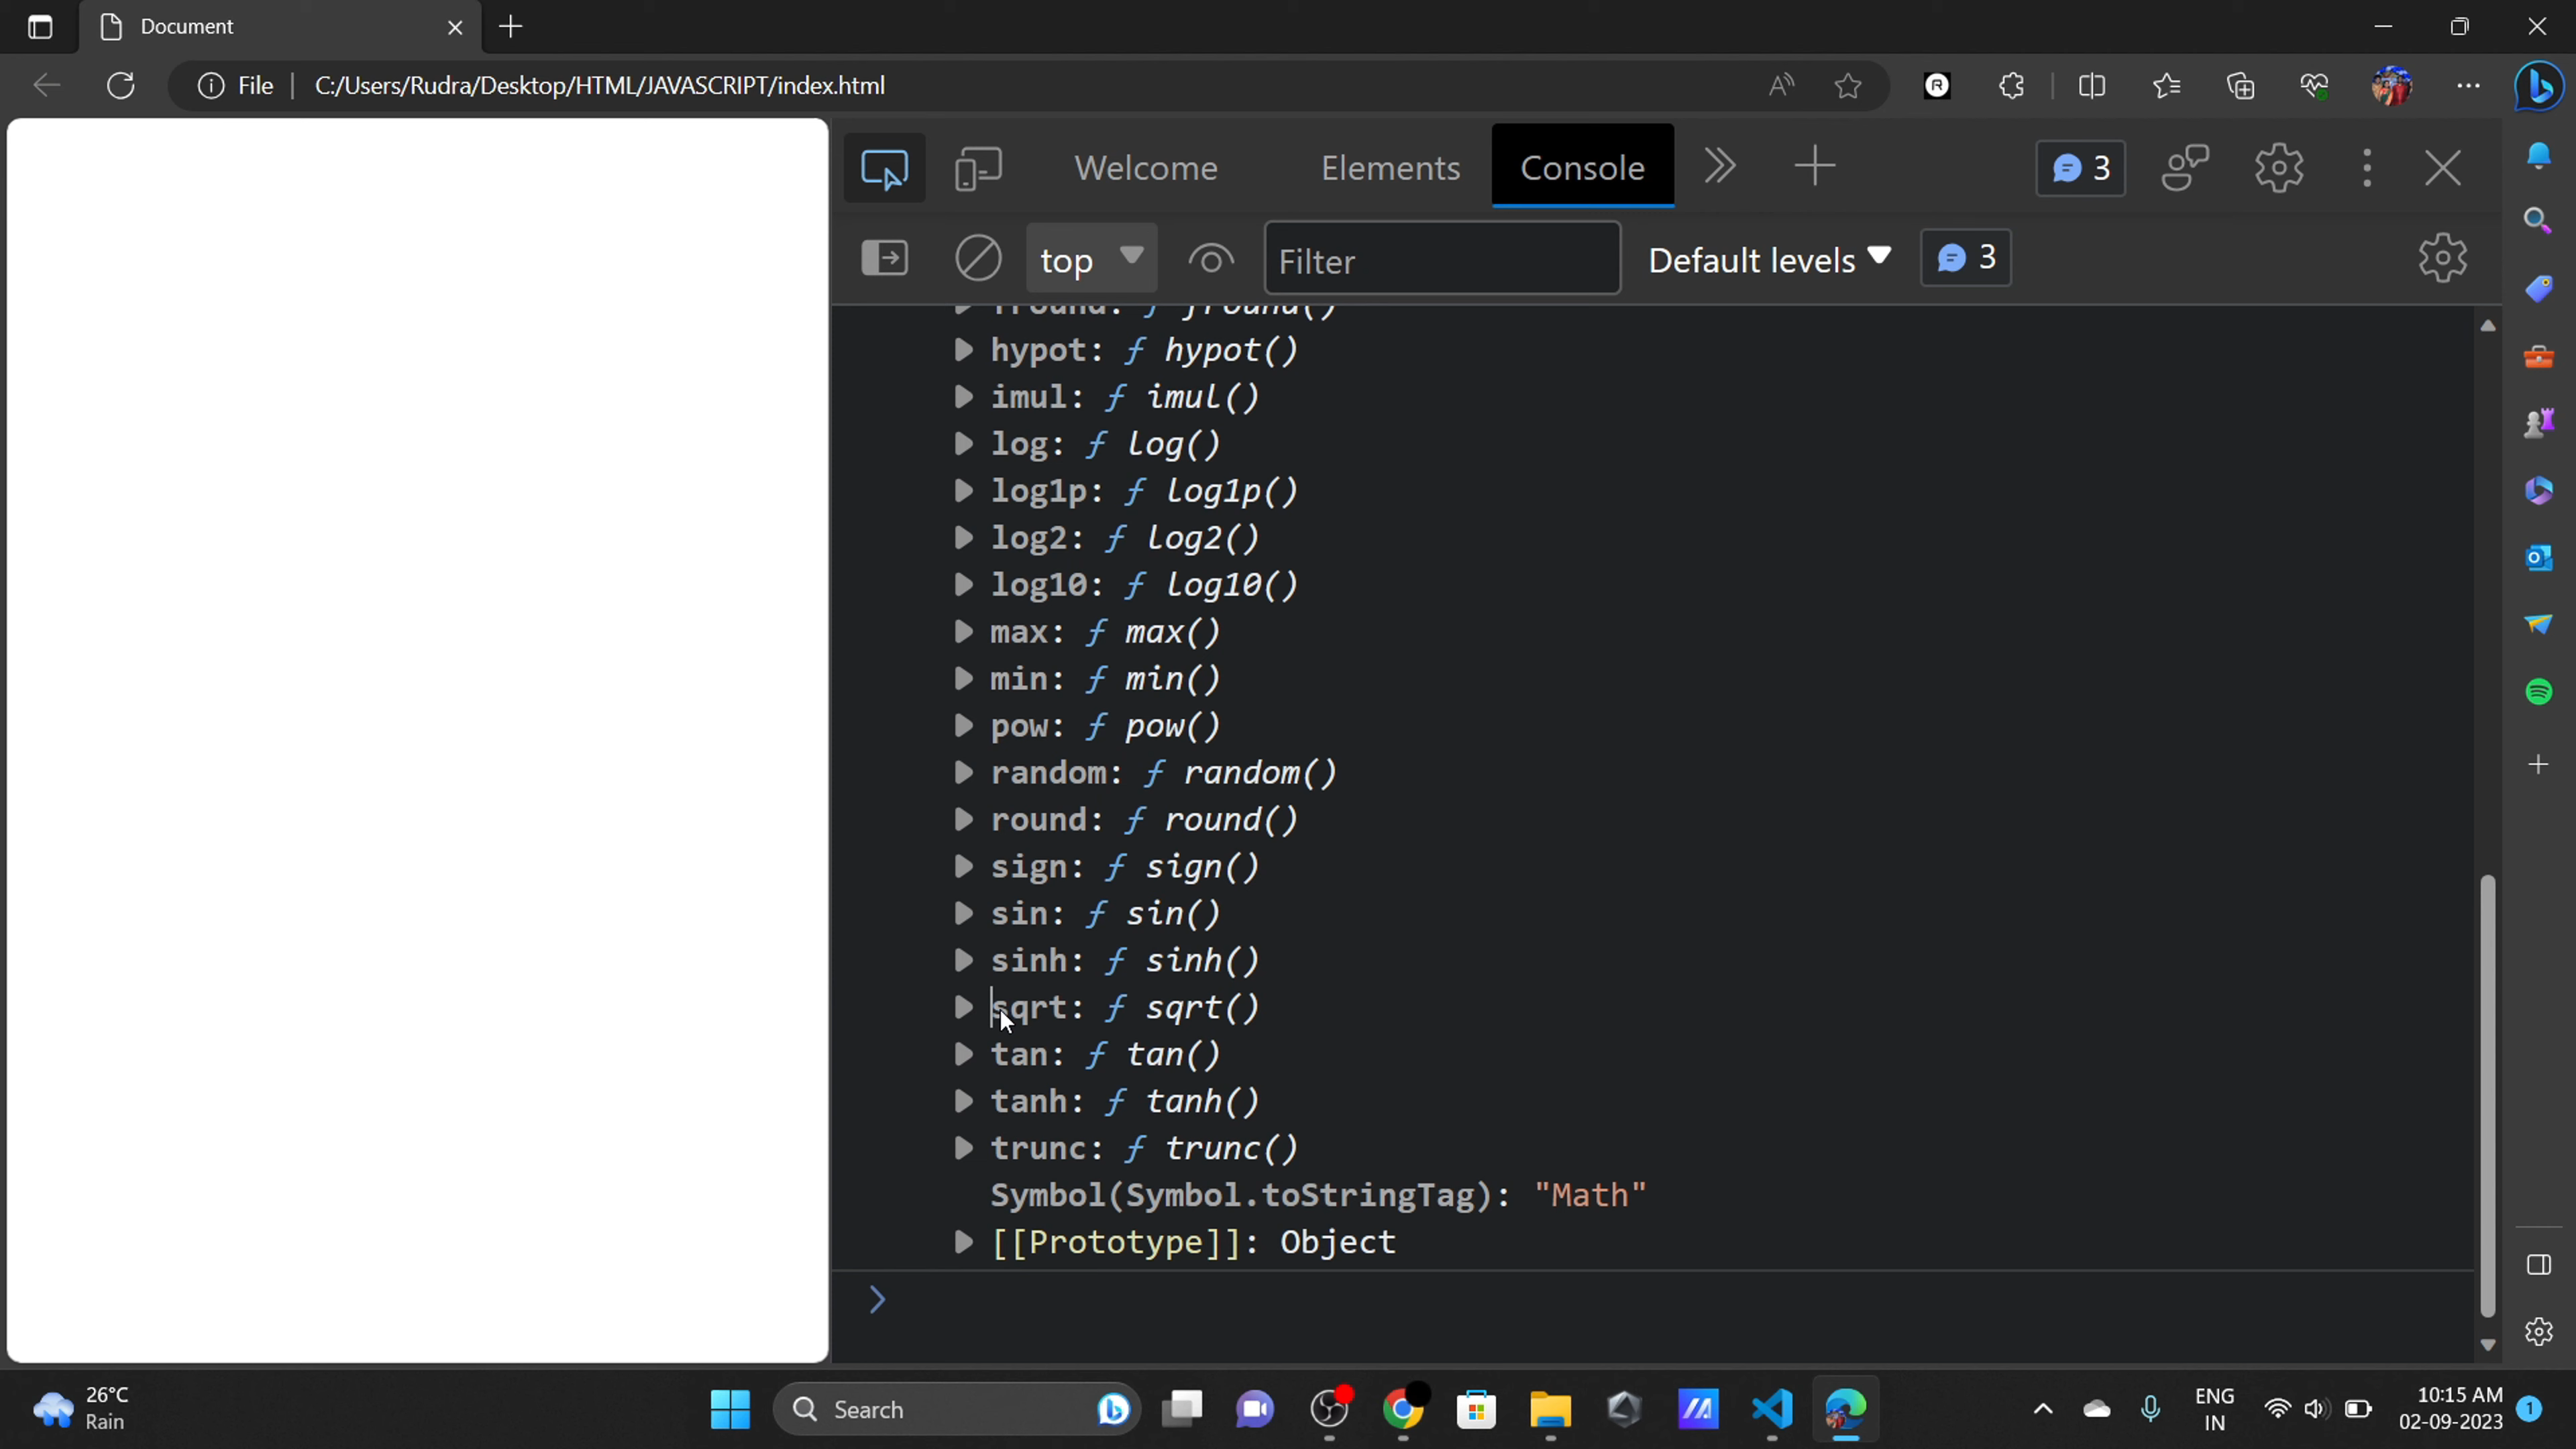 Document
File C:/Users/Rudra/Desktop/HTML/JAVASCRIPT/index.html
Welcome Elements Console 3
top Filter Default levels 3
fround: ƒ fround()
hypot: ƒ hypot()
imul: ƒ imul()
log: ƒ log()
log1p: ƒ log1p()
log2: ƒ log2()
log10: ƒ log10()
max: ƒ max()
min: ƒ min()
pow: ƒ pow()
random: ƒ random()
round: ƒ round()
sign: ƒ sign()
sin: ƒ sin()
sinh: ƒ sinh()
sqrt: ƒ sqrt()
tan: ƒ tan()
tanh: ƒ tanh()
trunc: ƒ trunc()
Symbol(Symbol.toStringTag): "Math"
[[Prototype]]: Object
26°C
Rain
Search
ENG
IN
10:15 AM
02-09-2023
1